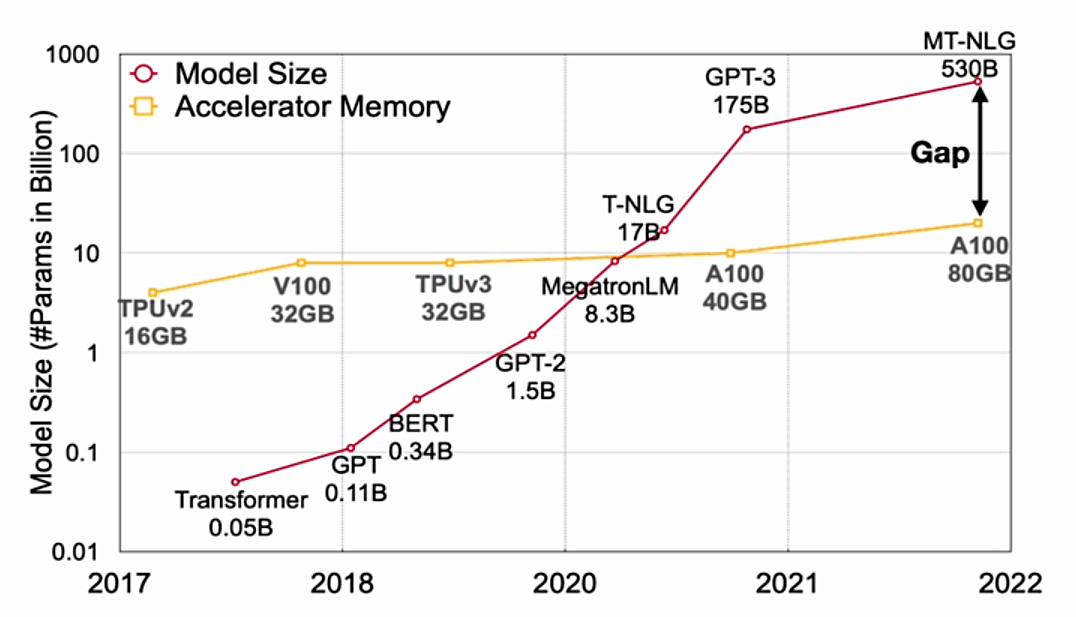 MT-NLG
530B
1000
Model Size
Accelerator Memory
GPT-3
175B
100
Gap
T-NLG
17B
10
TPUv2
16GB
V100
32GB
TPUv3
32GB
MegatronLM
8.3B
A100
40GB
A100
80GB
1
GPT-2
1.5B
BERT
0.34B
0.1
GPT
0.11B
Transformer
0.05B
0.01
Model Size (#Params in Billion)
2017
2018
2020
2021
2022